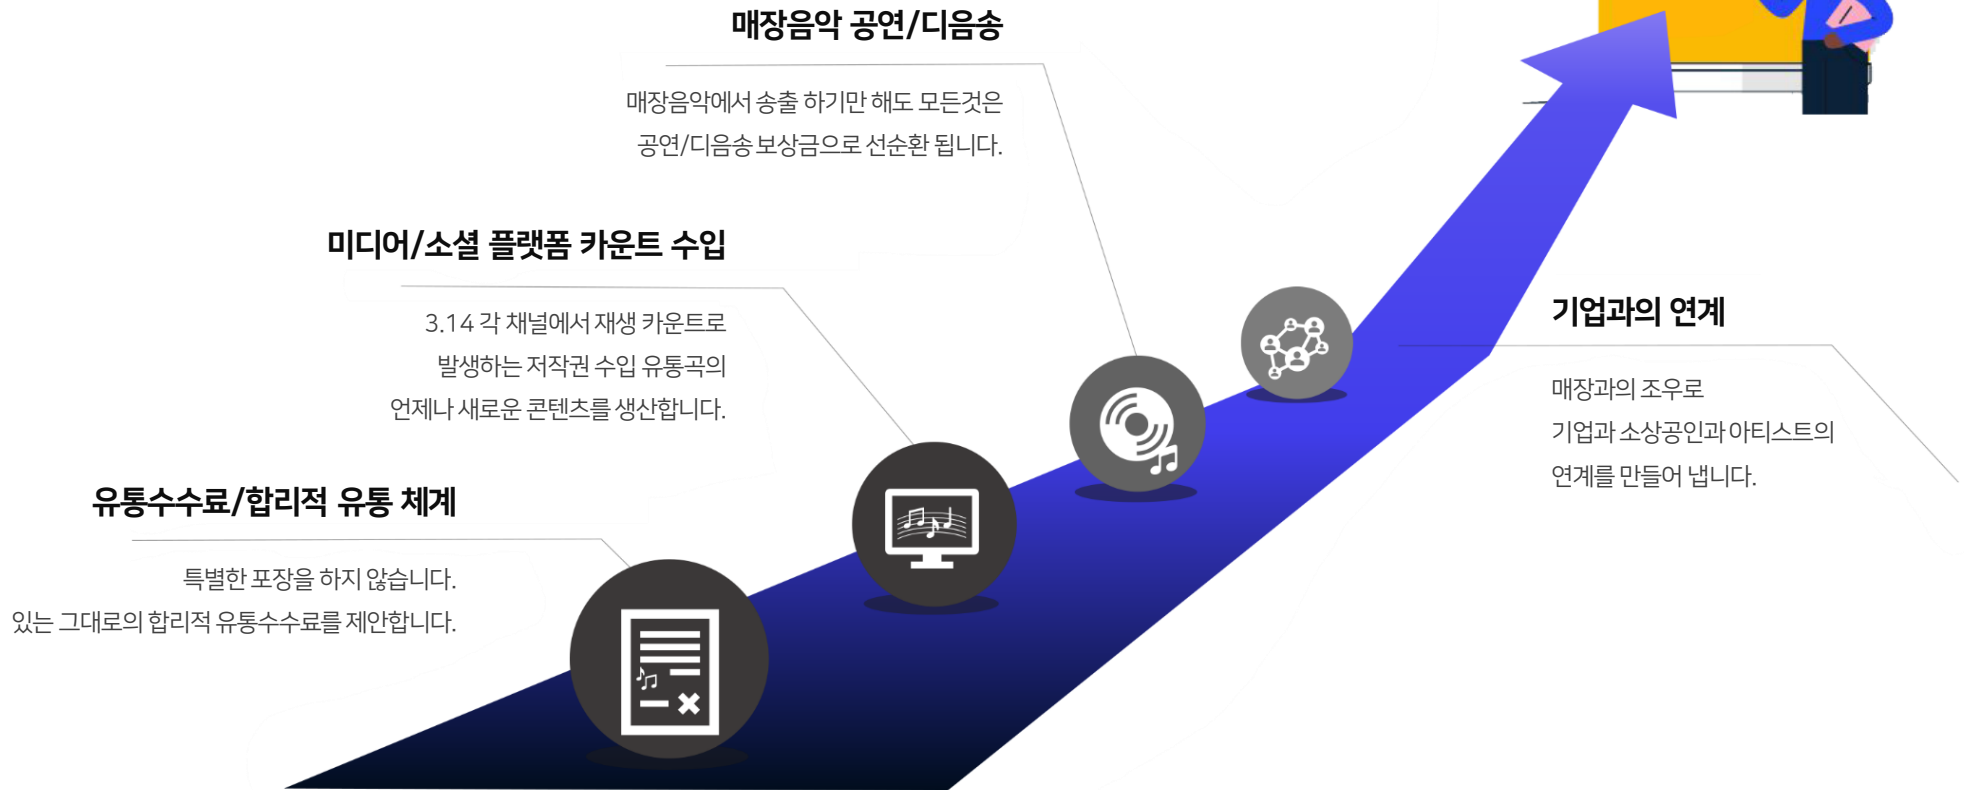 매장음악 공연/디음송
매장음악에서 송출 하기만 해도 모든것은
공연/디음송 보상금으로 선순환 됩니다.
미디어/소셜 플랫폼 카운트 수입
3.14 각 채널에서 재생 카운트로
발생하는 저작권 수입 유통곡의
언제나 새로운 콘텐츠를 생산합니다.
유통수수료/합리적 유통 체계
특별한 포장을 하지 않습니다.
있는 그대로의 합리적 유통수수료를 제안합니다.
기업과의 연계
매장과의 조우로
기업과 소상공인과 아티스트의
연계를 만들어 냅니다.